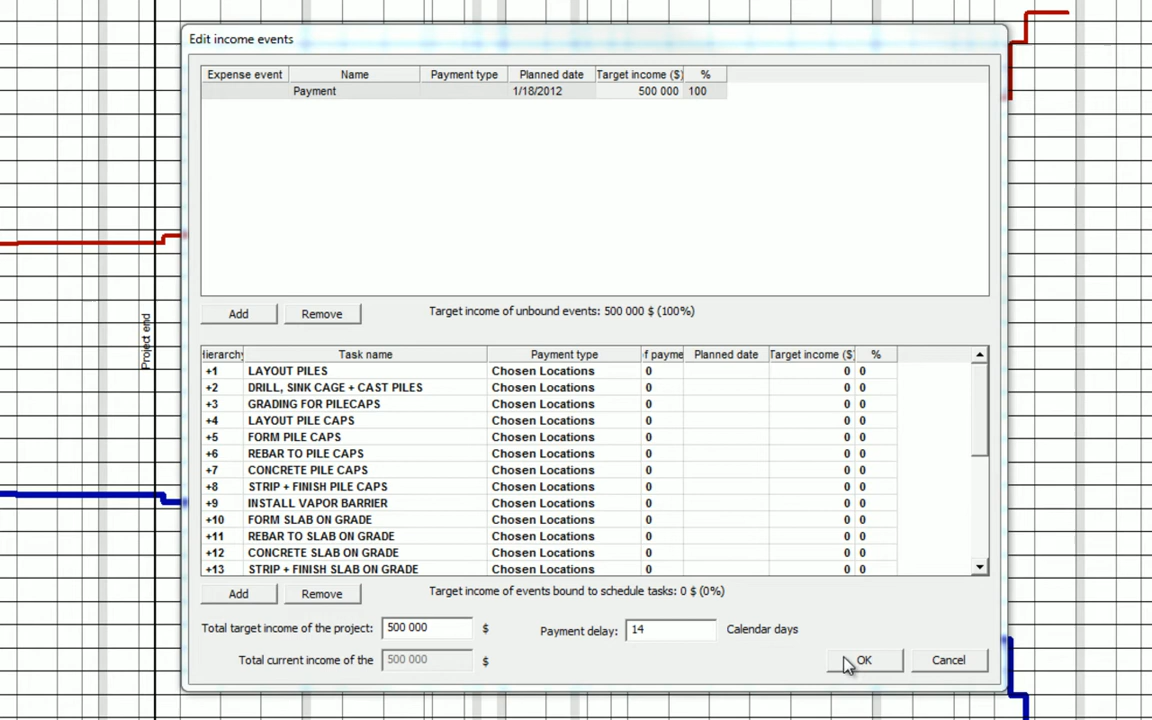 Edit income events
Expense event Name Payment type Planned date Target income ($) %
Payment 1/18/2012 500 000 100
Add Remove Target income of unbound events: 500 000 $ (100%)
Hierarchy Task name Payment type f payme Planned date Target income ($ %
+1 LAYOUT PILES Chosen Locations 0 0 0
+2 DRILL, SINK CAGE + CAST PILES Chosen Locations 0 0 0
+3 GRADING FOR PILECAPS Chosen Locations 0 0 0
+4 LAYOUT PILE CAPS Chosen Locations 0 0 0
+5 FORM PILE CAPS Chosen Locations 0 0 0
+6 REBAR TO PILE CAPS Chosen Locations 0 0 0
+7 CONCRETE PILE CAPS Chosen Locations 0 0 0
+8 STRIP + FINISH PILE CAPS Chosen Locations 0 0 0
+9 INSTALL VAPOR BARRIER Chosen Locations 0 0 0
+10 FORM SLAB ON GRADE Chosen Locations 0 0 0
+11 REBAR TO SLAB ON GRADE Chosen Locations 0 0 0
+12 CONCRETE SLAB ON GRADE Chosen Locations 0 0 0
+13 STRIP + FINISH SLAB ON GRADE Chosen Locations 0 0 0
Add Remove Target income of events bound to schedule tasks: 0 $ (0%)
Total target income of the project: 500 000 $ Payment delay: 14 Calendar days
Total current income of the 500 000 $
OK Cancel
Project end